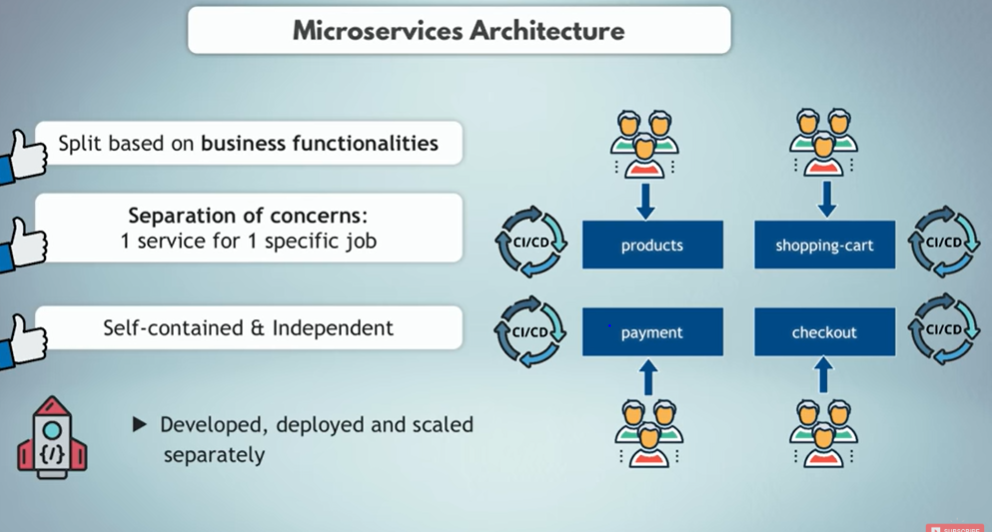 Microservices Architecture
Split based on business functionalities
Separation of concerns:
1 service for 1 specific job
Self-contained & Independent
► Developed, deployed and scaled
separately
CI/CD
products
shopping-cart
CI/CD
CI/CD
payment
checkout
CI/CD
{/}
SUBSCRIBE